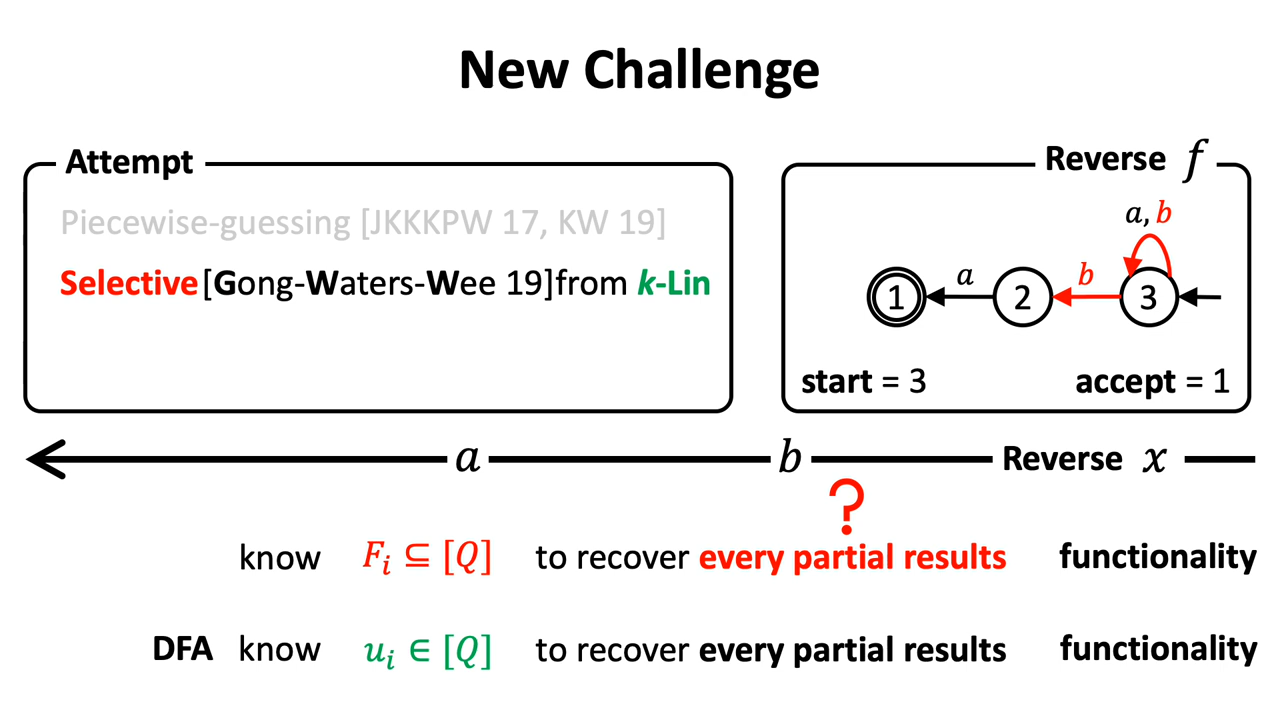 New Challenge
Attempt
Piecewise-guessing [JKKKPW 17, KW 19]
Selective [Gong-Waters-Wee 19]from k-Lin
Reverse f
a, b
1 a 2 b 3
start = 3 accept = 1
a b Reverse x
?
know F_i ⊆ [Q] to recover every partial results functionality
DFA know u_i ∈ [Q] to recover every partial results functionality